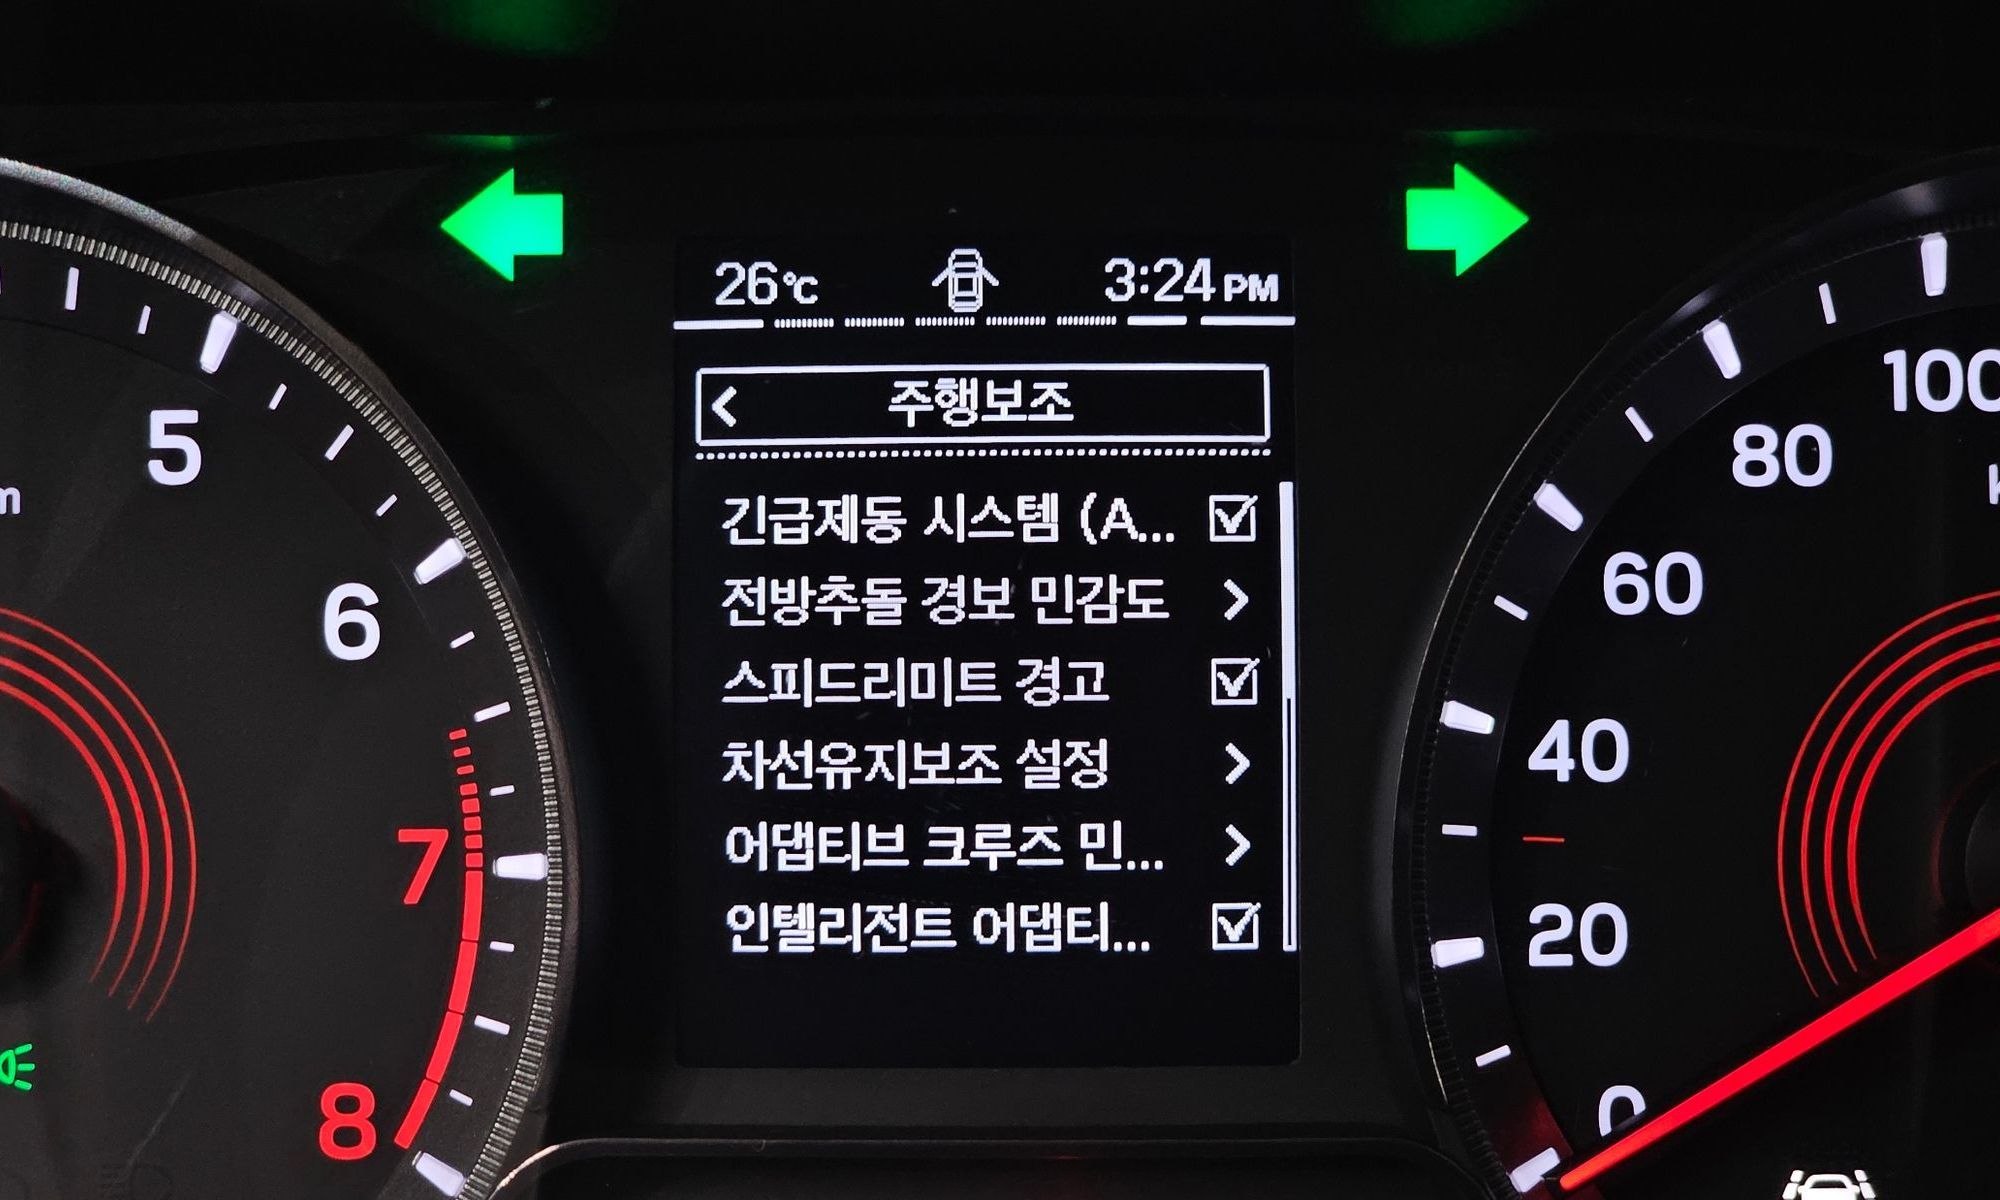 26℃ 3:24 PM
주행보조
긴급제동 시스템 (A...
전방추돌 경보 민감도
스피드리미트 경고
차선유지보조 설정
어댑티브 크루즈 민...
인텔리전트 어댑티...
5
6
7
8
100
80
60
40
20
0